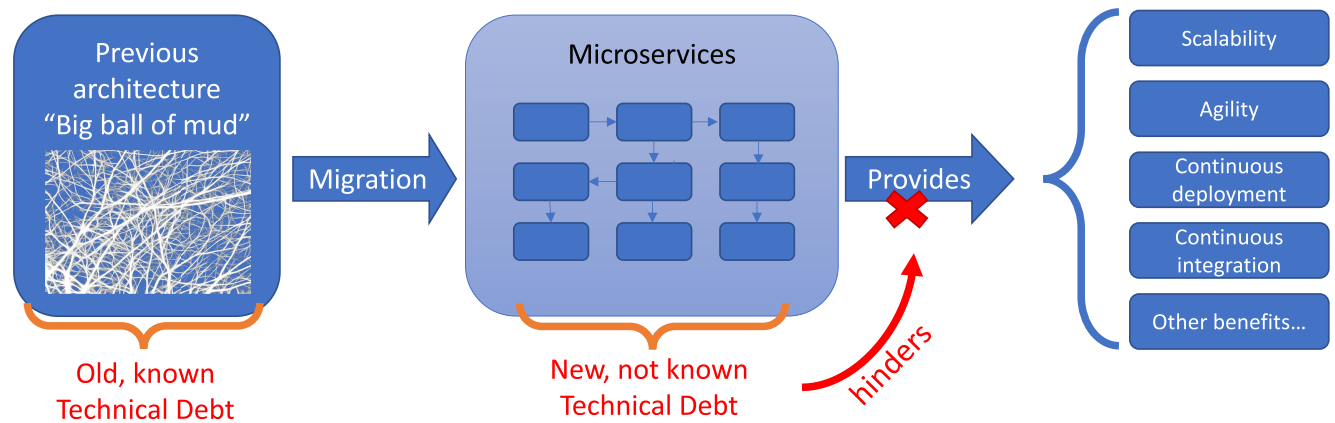 Previous
architecture
“Big ball of mud”
Old, known
Technical Debt
Migration
Microservices
New, not known
Technical Debt
hinders
Provides
Scalability
Agility
Continuous
deployment
Continuous
integration
Other benefits...